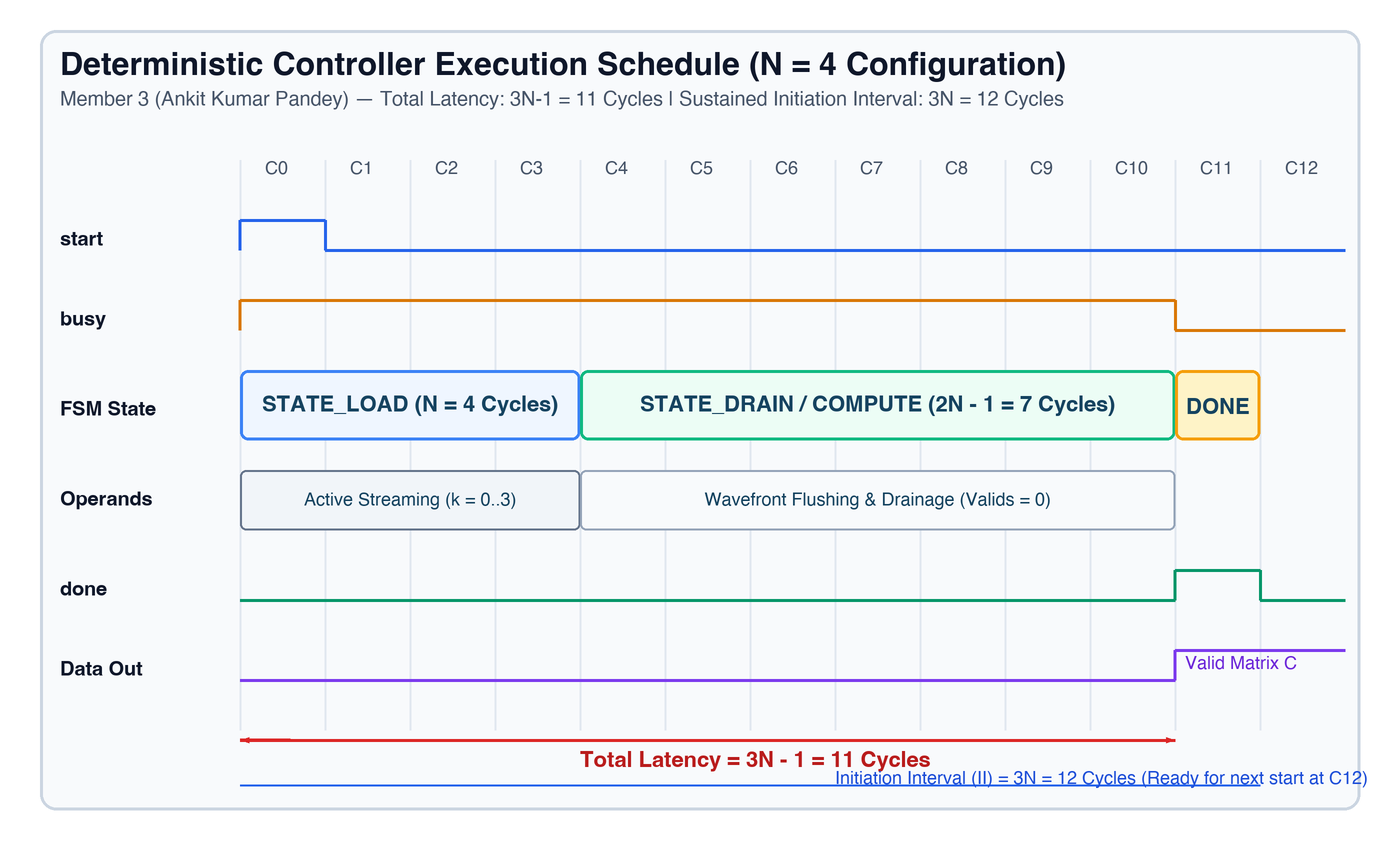 Deterministic Controller Execution Schedule (N = 4 Configuration)
Member 3 (Ankit Kumar Pandey) — Total Latency: 3N-1 = 11 Cycles | Sustained Initiation Interval: 3N = 12 Cycles
C0 C1 C2 C3 C4 C5 C6 C7 C8 C9 C10 C11 C12
start
busy
FSM State STATE_LOAD (N = 4 Cycles) STATE_DRAIN / COMPUTE (2N - 1 = 7 Cycles) DONE
Operands Active Streaming (k = 0..3) Wavefront Flushing & Drainage (Valids = 0)
done
Data Out Valid Matrix C
Total Latency = 3N - 1 = 11 Cycles
Initiation Interval (II) = 3N = 12 Cycles (Ready for next start at C12)